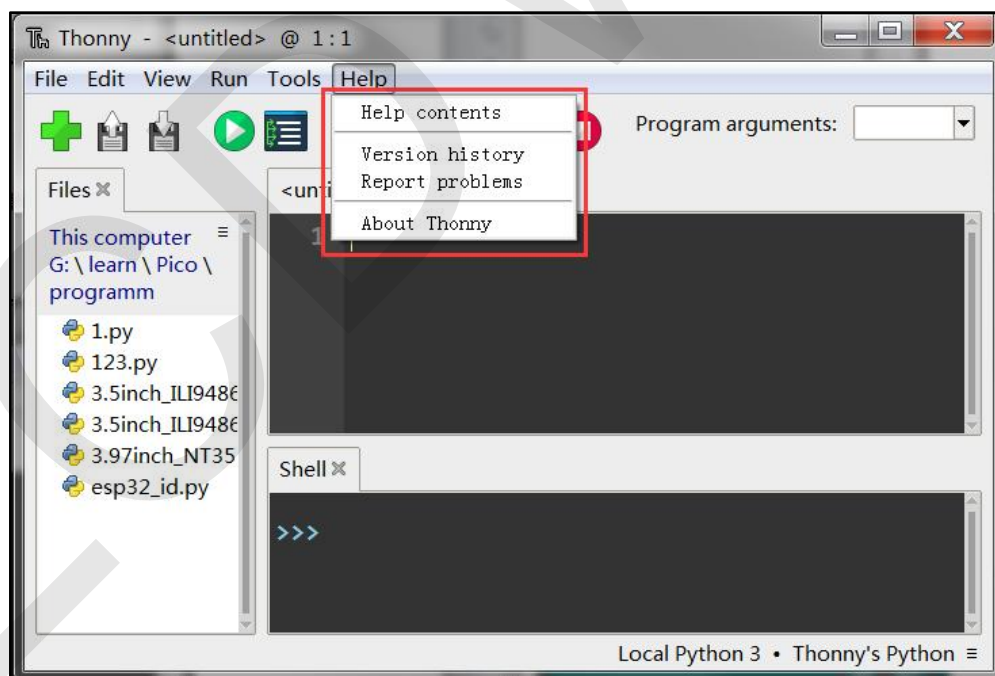 Thonny - <untitled> @ 1:1
File Edit View Run Tools Help
Help contents
Version history
Report problems
About Thonny
Program arguments:
Files
<unti
This computer
G: \ learn \ Pico \
programm
1.py
123.py
3.5inch_ILI9486
3.5inch_ILI9486
3.97inch_NT35
esp32_id.py
1
Shell
>>>
Local Python 3 • Thonny's Python ≡